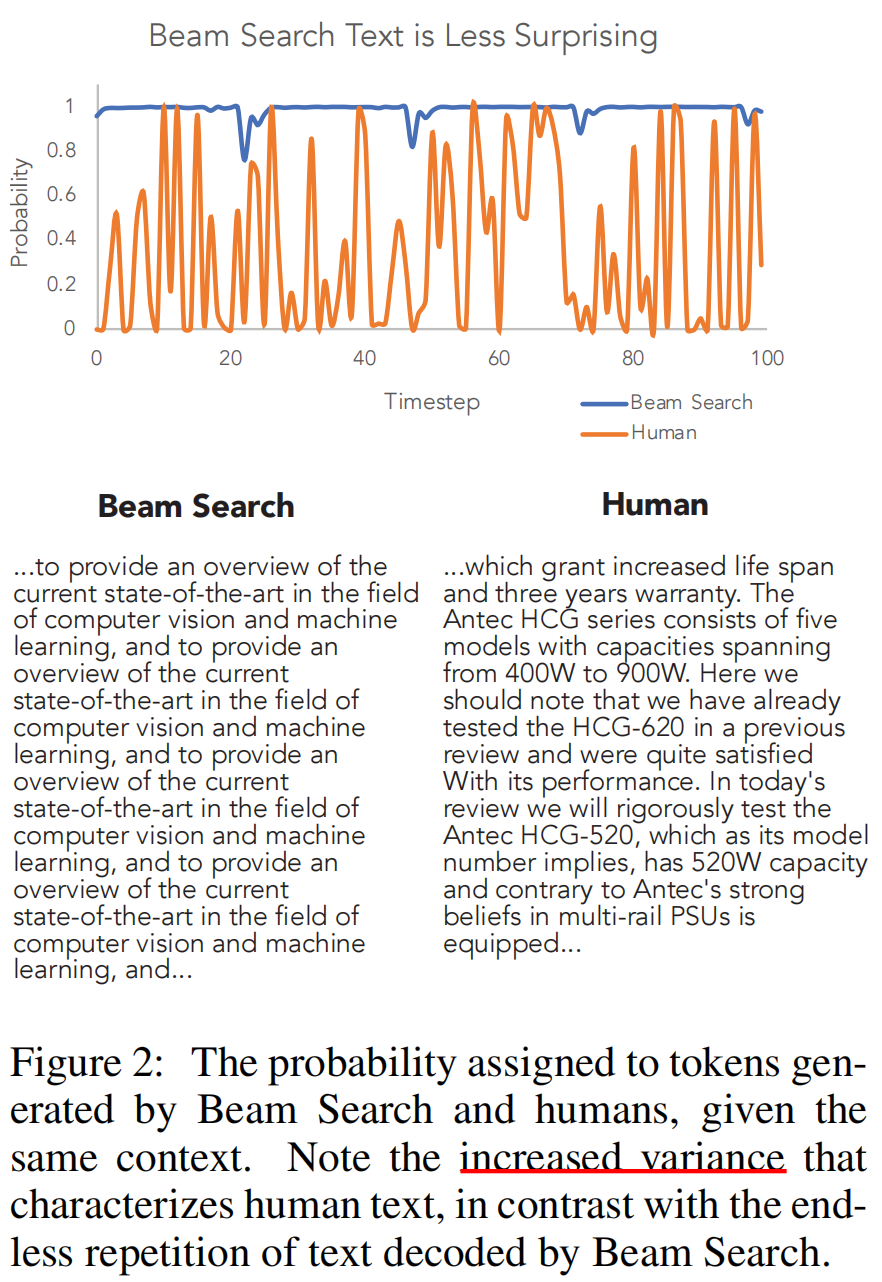 Beam Search Text is Less Surprising
1
0.8
0.6
0.4
0.2
0
Probability
0 20 40 60 80 100
Timestep
Beam Search
Human
Beam Search
...to provide an overview of the
current state-of-the-art in the field
of computer vision and machine
learning, and to provide an
overview of the current
state-of-the-art in the field of
computer vision and machine
learning, and to provide an
overview of the current
state-of-the-art in the field of
computer vision and machine
learning, and to provide an
overview of the current
state-of-the-art in the field of
computer vision and machine
learning, and...
Human
...which grant increased life span
and three years warranty. The
Antec HCG series consists of five
models with capacities spanning
from 400W to 900W. Here we
should note that we have already
tested the HCG-620 in a previous
review and were quite satisfied
With its performance. In today's
review we will rigorously test the
Antec HCG-520, which as its model
number implies, has 520W capacity
and contrary to Antec's strong
beliefs in multi-rail PSUs is
equipped...
Figure 2: The probability assigned to tokens gen-
erated by Beam Search and humans, given the
same context. Note the increased variance that
characterizes human text, in contrast with the end-
less repetition of text decoded by Beam Search.